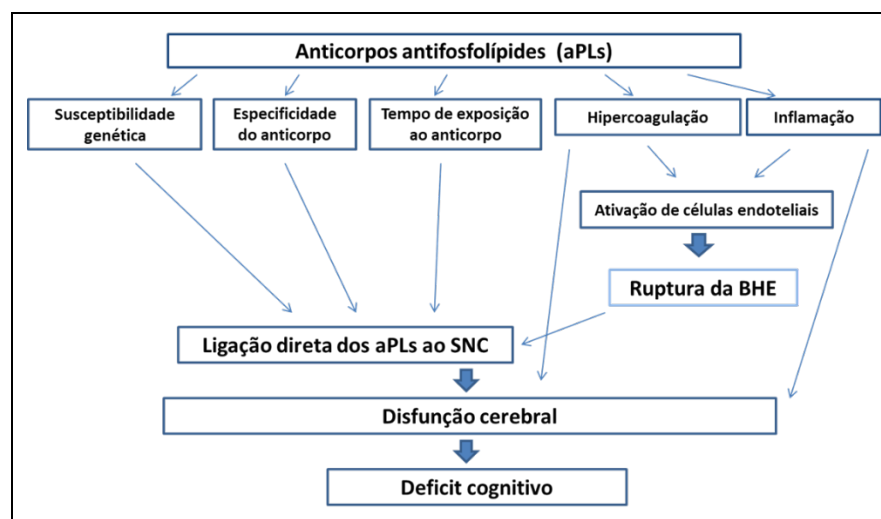 Anticorpos antifosfolípides (aPLs)
Susceptibilidade
genética
Especificidade
do anticorpo
Tempo de exposição
ao anticorpo
Hipercoagulação
Inflamação
Ativação de células endoteliais
Ruptura da BHE
Ligação direta dos aPLs ao SNC
Disfunção cerebral
Deficit cognitivo